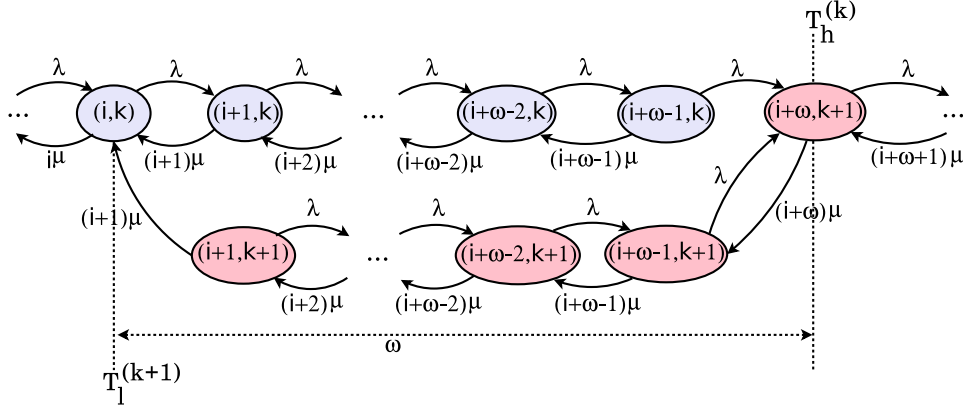 T_h^(k)
λ λ λ λ λ λ λ
... (i,k) (i+1,k) ... (i+ω-2,k) (i+ω-1,k) (i+ω,k+1) ...
iμ (i+1)μ (i+2)μ (i+ω-2)μ (i+ω-1)μ (i+ω+1)μ
λ
(i+1)μ λ λ λ (i+ω)μ
(i+1,k+1) ... (i+ω-2,k+1) (i+ω-1,k+1)
(i+2)μ (i+ω-2)μ (i+ω-1)μ
ω
T_l^(k+1)